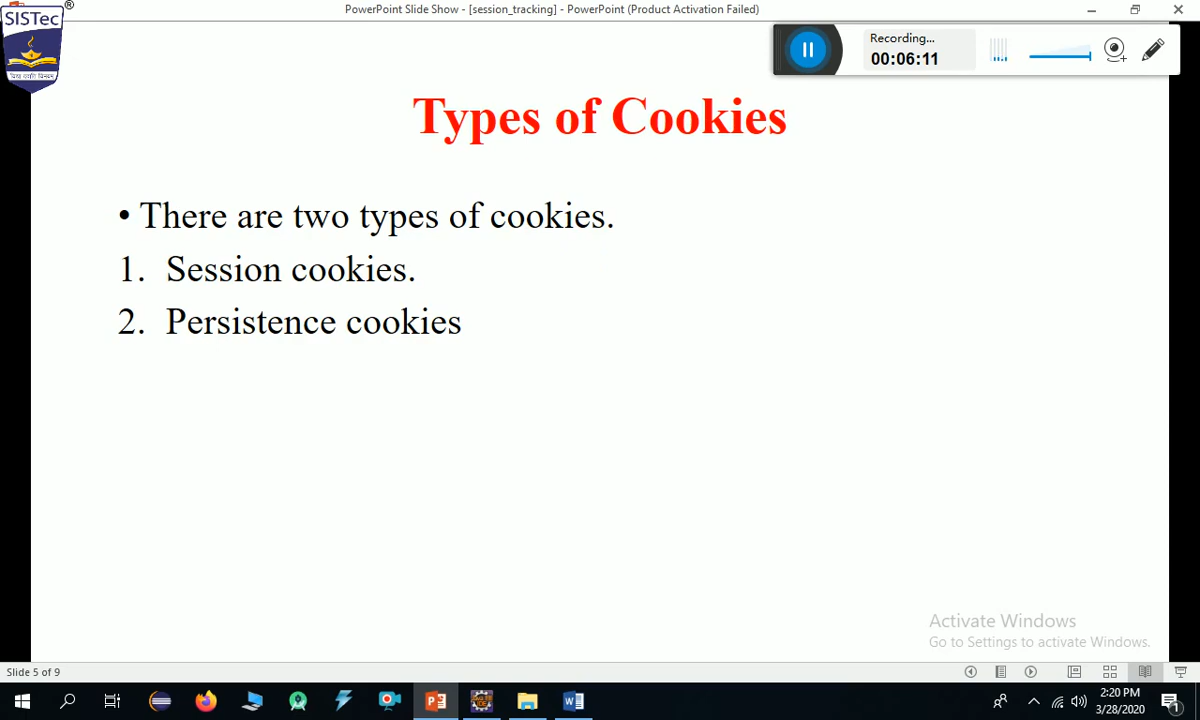 PowerPoint Slide Show - [session_tracking] - PowerPoint (Product Activation Failed)
SISTec
®
Recording...
00:06:11
Types of Cookies
• There are two types of cookies.
1. Session cookies.
2. Persistence cookies
Activate Windows
Go to Settings to activate Windows.
Slide 5 of 9
2:20 PM
3/28/2020
1